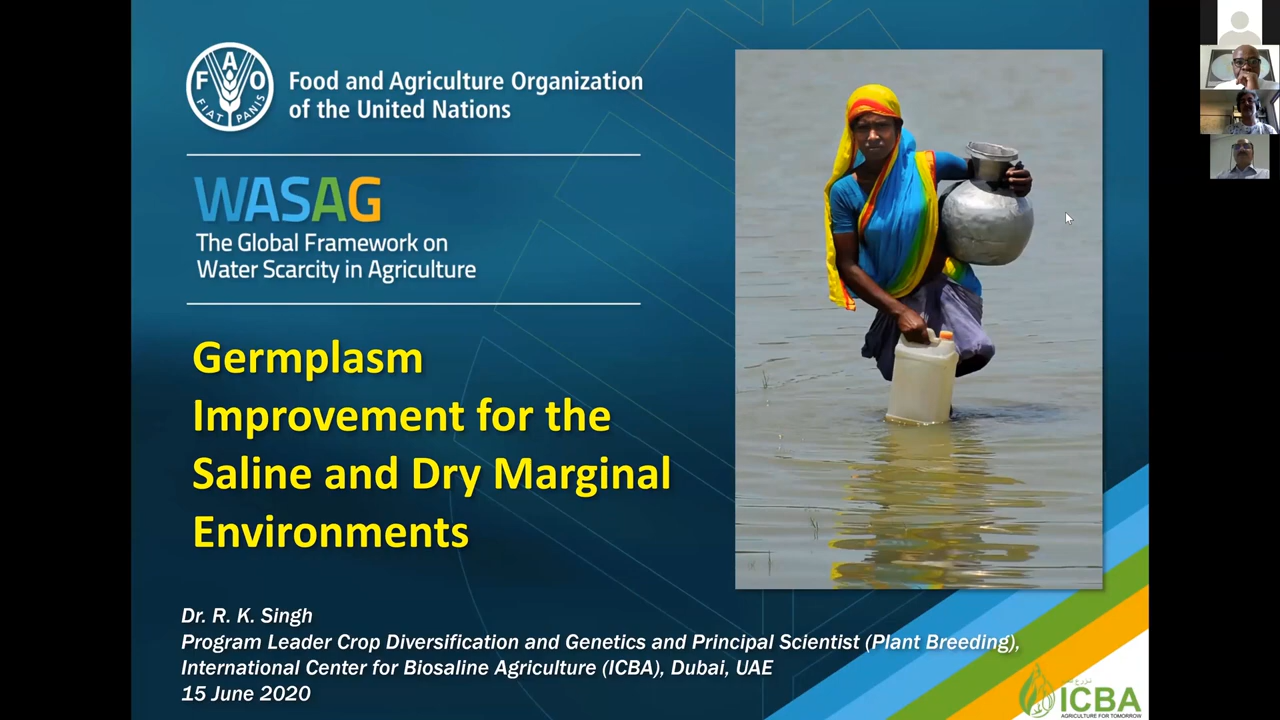 FAO
FIAT PANIS
Food and Agriculture Organization
of the United Nations
WASAG
The Global Framework on
Water Scarcity in Agriculture
Germplasm
Improvement for the
Saline and Dry Marginal
Environments
Dr. R. K. Singh
Program Leader Crop Diversification and Genetics and Principal Scientist (Plant Breeding),
International Center for Biosaline Agriculture (ICBA), Dubai, UAE
15 June 2020
ICBA
AGRICULTURE FOR TOMORROW